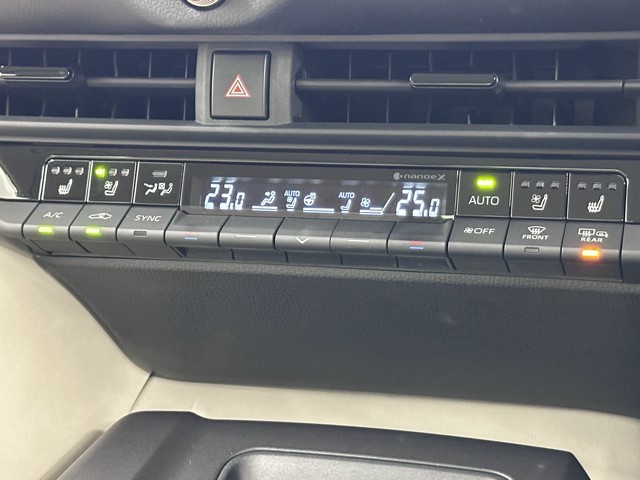 nanoeX
23.0 AUTO AUTO 25.0
AUTO
A/C SYNC OFF FRONT REAR